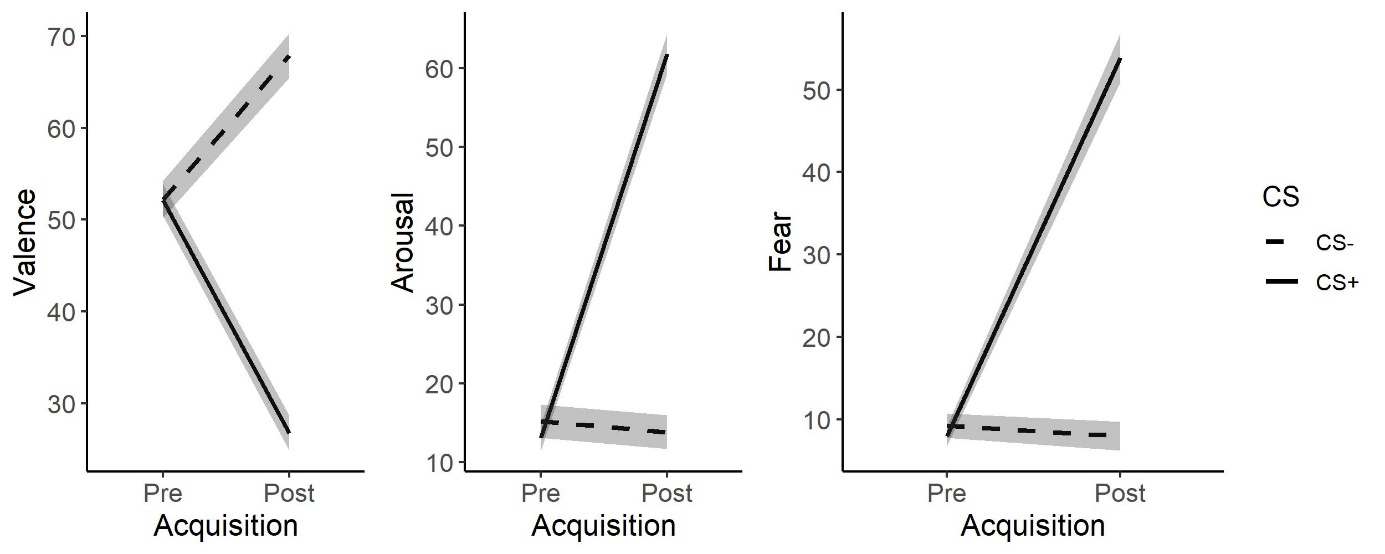 Valence
70
60
50
40
30
Pre Post
Acquisition
Arousal
60
50
40
30
20
10
Pre Post
Acquisition
Fear
50
40
30
20
10
Pre Post
Acquisition
CS
CS-
CS+